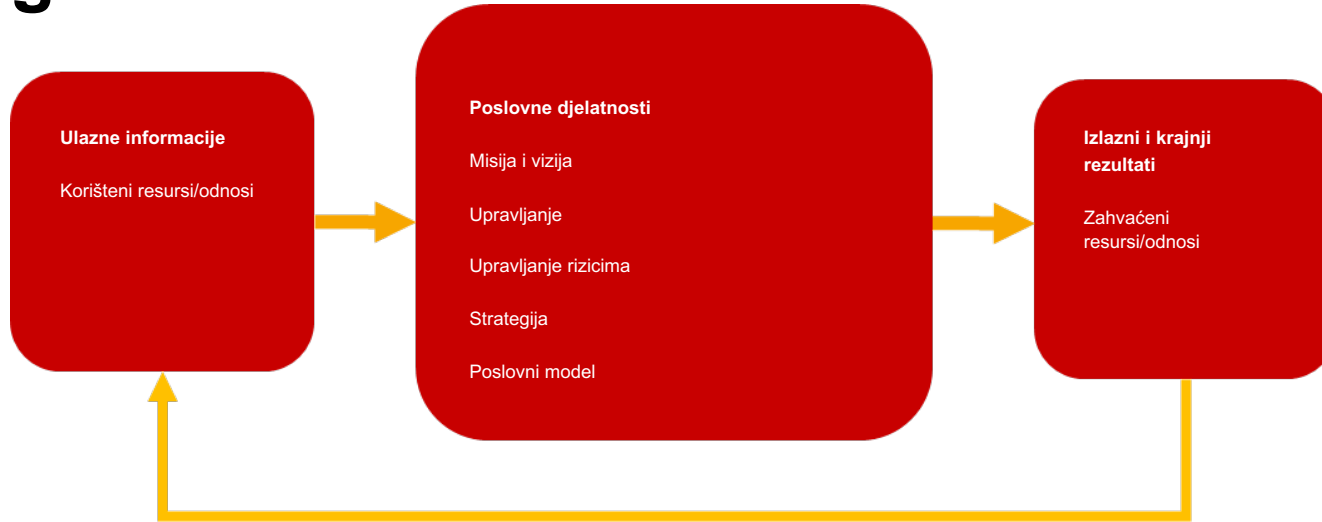 Ulazne informacije
Korišteni resursi/odnosi
Poslovne djelatnosti
Misija i vizija
Upravljanje
Upravljanje rizicima
Strategija
Poslovni model
Izlazni i krajnji
rezultati
Zahvaćeni
resursi/odnosi